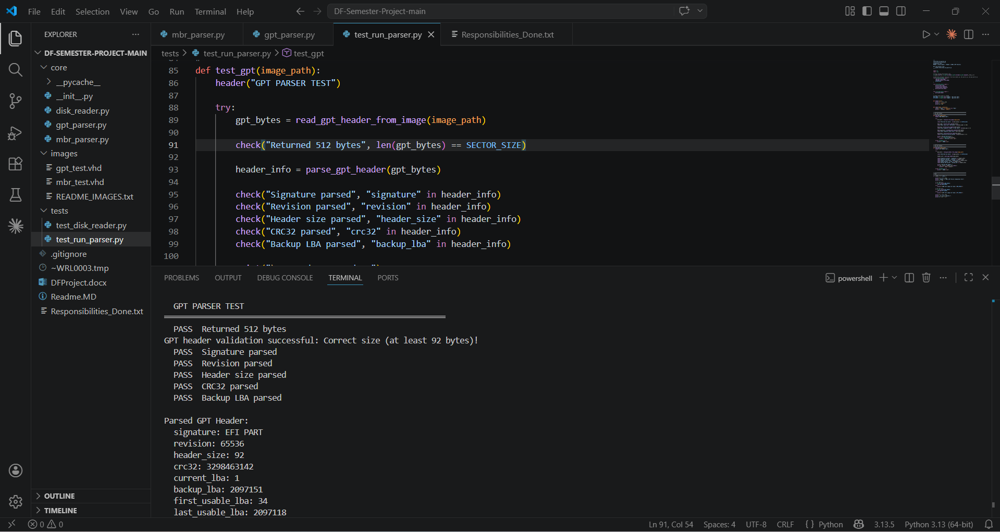 File Edit Selection View Go Run Terminal Help
DF-Semester-Project-main
EXPLORER
DF-SEMESTER-PROJECT-MAIN
core
__pycache__
__init__.py
disk_reader.py
gpt_parser.py
mbr_parser.py
images
gpt_test.vhd
mbr_test.vhd
README_IMAGES.txt
tests
test_disk_reader.py
test_run_parser.py
.gitignore
~WRL0003.tmp
DFProject.docx
Readme.MD
Responsibilities_Done.txt
OUTLINE
TIMELINE
mbr_parser.py gpt_parser.py test_run_parser.py Responsibilities_Done.txt
tests > test_run_parser.py > test_gpt
85 def test_gpt(image_path):
86 header("GPT PARSER TEST")
87
88 try:
89 gpt_bytes = read_gpt_header_from_image(image_path)
90
91 check("Returned 512 bytes", len(gpt_bytes) == SECTOR_SIZE)
92
93 header_info = parse_gpt_header(gpt_bytes)
94
95 check("Signature parsed", "signature" in header_info)
96 check("Revision parsed", "revision" in header_info)
97 check("Header size parsed", "header_size" in header_info)
98 check("CRC32 parsed", "crc32" in header_info)
99 check("Backup LBA parsed", "backup_lba" in header_info)
100
PROBLEMS OUTPUT DEBUG CONSOLE TERMINAL PORTS
powershell
GPT PARSER TEST
PASS Returned 512 bytes
GPT header validation successful: Correct size (at least 92 bytes)!
PASS Signature parsed
PASS Revision parsed
PASS Header size parsed
PASS CRC32 parsed
PASS Backup LBA parsed
Parsed GPT Header:
signature: EFI PART
revision: 65536
header_size: 92
crc32: 3298463142
current_lba: 1
backup_lba: 2097151
first_usable_lba: 34
last_usable_lba: 2097118
0 0
Ln 91, Col 54 Spaces: 4 UTF-8 CRLF {} Python 3.13.5 Python 3.13 (64-bit)